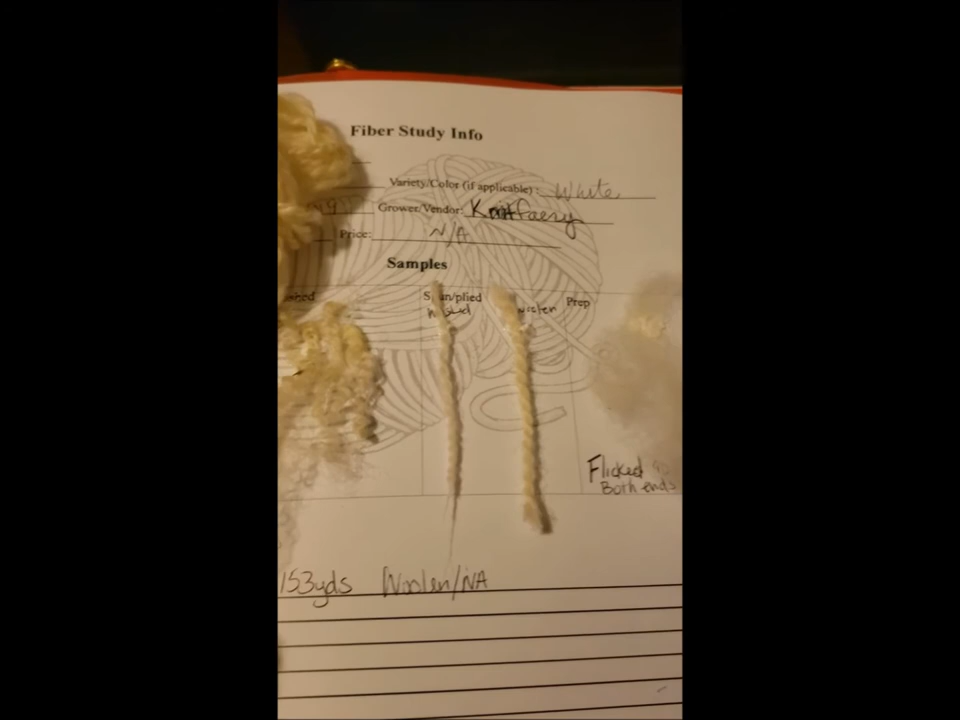 Fiber Study Info
Variety/Color (if applicable): White
Grower/Vendor: Knitfaery
Price: N/A
Samples
Spun/plied woolen Prep
Flicked
Both ends
153yds Woolen/NA